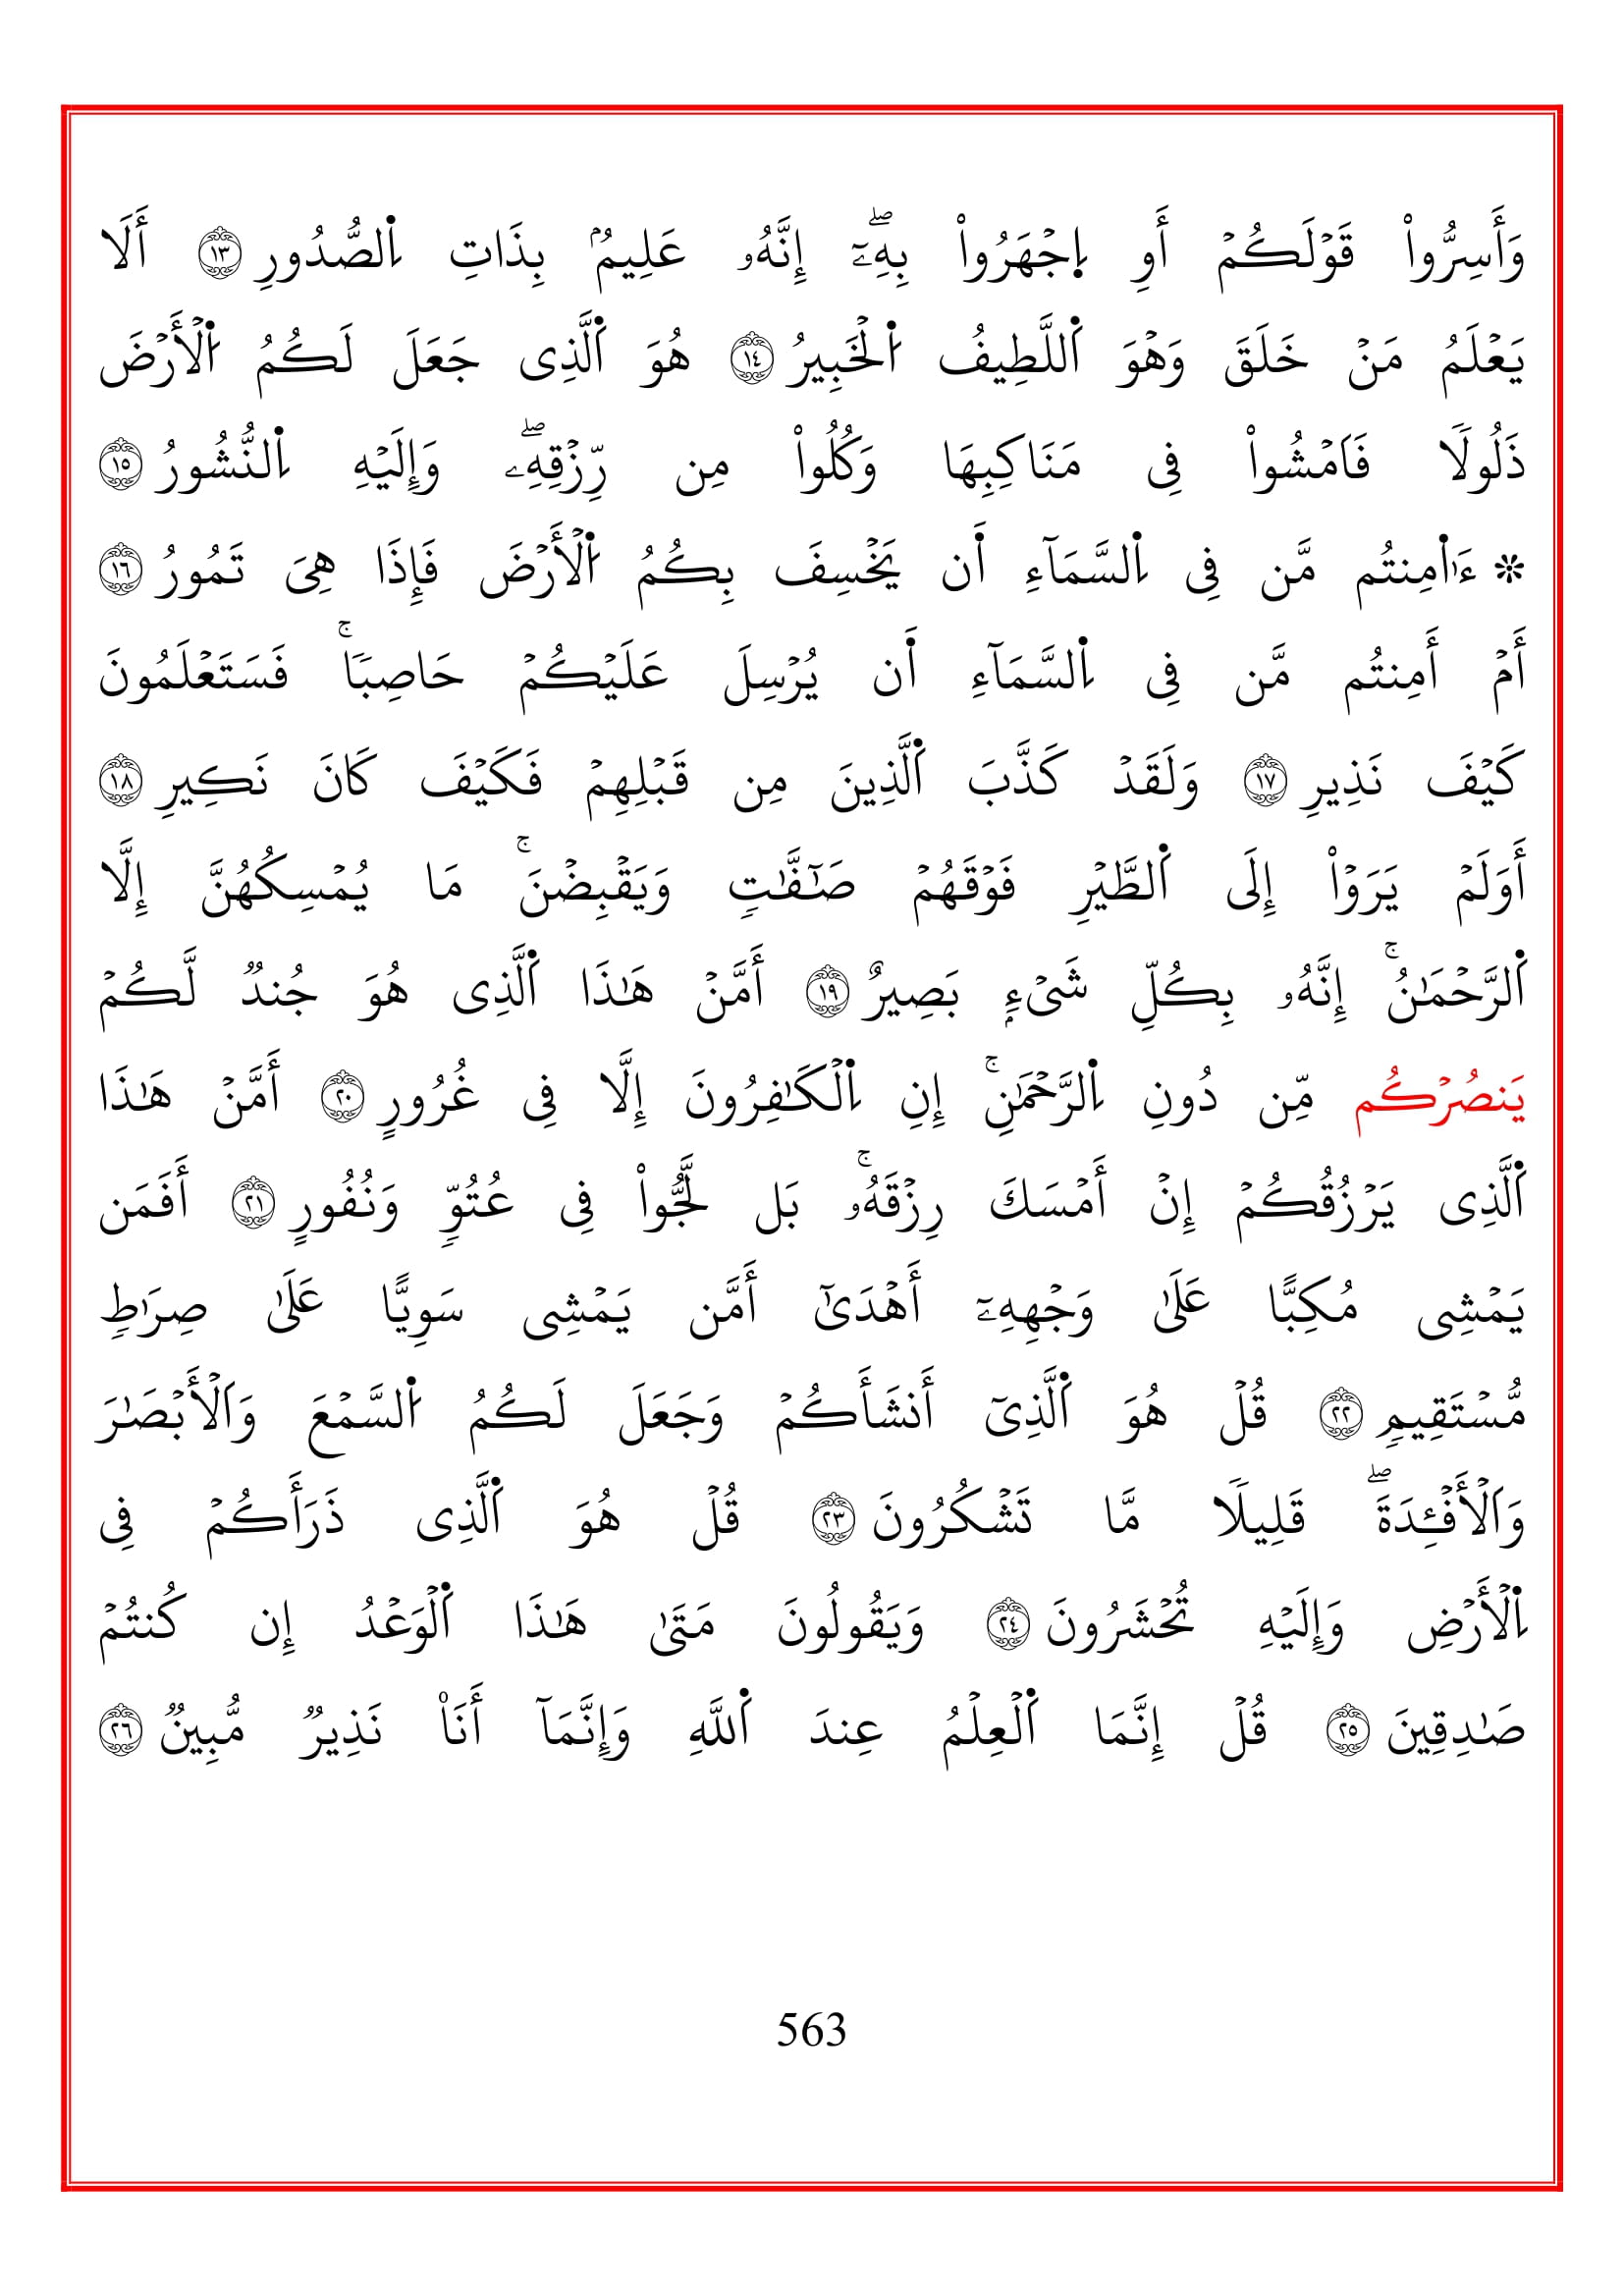 وَأَسِرُّوا۟ قَوۡلَكُمۡ أَوِ ٱجۡهَرُوا۟ بِهِۦٓۖ إِنَّهُۥ عَلِيمُۢ بِذَاتِ ٱلصُّدُورِ ١٣ أَلَا
يَعۡلَمُ مَنۡ خَلَقَ وَهۡوَ ٱللَّطِيفُ ٱلۡخَبِيرُ ١٤ هُوَ ٱلَّذِى جَعَلَ لَكُمُ ٱلۡأَرۡضَ
ذَلُولٗا فَٱمۡشُوا۟ فِى مَنَاكِبِهَا وَكُلُوا۟ مِن رِّزۡقِهِۦۖ وَإِلَيۡهِ ٱلنُّشُورُ ١٥
۞ ءَا۬مِنتُم مَّن فِى ٱلسَّمَآءِ ا۬ن يَخۡسِفَ بِكُمُ ٱلۡأَرۡضَ فَإِذَا هِىَ تَمُورُ ١٦
أَمۡ أَمِنتُم مَّن فِى ٱلسَّمَآءِ ا۬ن يُرۡسِلَ عَلَيۡكُمۡ حَاصِبٗاۚ فَسَتَعۡلَمُونَ
كَيۡفَ نَذِيرِ ١٧ وَلَقَدۡ كَذَّبَ ٱلَّذِينَ مِن قَبۡلِهِمۡ فَكَيۡفَ كَانَ نَكِيرِ ١٨
أَوَلَمۡ يَرَوۡا۟ إِلَى ٱلطَّيۡرِ فَوۡقَهُمۡ صَـٰٓفَّـٰتٖ وَيَقۡبِضۡنَۚ مَا يُمۡسِكُهُنَّ إِلَّا
ٱلرَّحۡمَـٰنُۚ إِنَّهُۥ بِكُلِّ شَىۡءِۭ بَصِيرٌ ١٩ أَمَّنۡ هَـٰذَا ٱلَّذِى هُوَ جُندٞ لَّكُمۡ
يَنصُرۡكُم مِّن دُونِ ٱلرَّحۡمَـٰنِۚ إِنِ ٱلۡكَـٰفِرُونَ إِلَّا فِى غُرُورٍ ٢٠ أَمَّنۡ هَـٰذَا
ٱلَّذِى يَرۡزُقُكُمۡ إِنۡ أَمۡسَكَ رِزۡقَهُۥۚ بَل لَّجُّوا۟ فِى عُتُوّٖ وَنُفُورٍ ٢١ أَفَمَن
يَمۡشِى مُكِبًّا عَلَىٰ وَجۡهِهِۦٓ أَهۡدَىٰٓ أَمَّن يَمۡشِى سَوِيًّا عَلَىٰ صِرَٰطٖ
مُّسۡتَقِيمٖ ٢٢ قُلۡ هُوَ ٱلَّذِىٓ أَنشَأَكُمۡ وَجَعَلَ لَكُمُ ٱلسَّمۡعَ وَٱلۡأَبۡصَـٰرَ
وَٱلۡأَفۡـِٔدَةَۖ قَلِيلٗا مَّا تَشۡكُرُونَ ٢٣ قُلۡ هُوَ ٱلَّذِى ذَرَأَكُمۡ فِى
ٱلۡأَرۡضِ وَإِلَيۡهِ تُحۡشَرُونَ ٢٤ وَيَقُولُونَ مَتَىٰ هَـٰذَا ٱلۡوَعۡدُ إِن كُنتُمۡ
صَـٰدِقِينَ ٢٥ قُلۡ إِنَّمَا ٱلۡعِلۡمُ عِندَ ٱللَّهِ وَإِنَّمَآ أَنَا۠ نَذِيرٞ مُّبِينٞ ٢٦
563